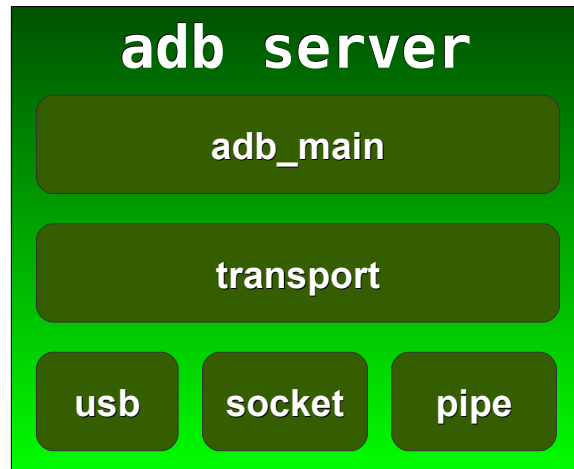 adb server
adb_main
transport
usb socket pipe